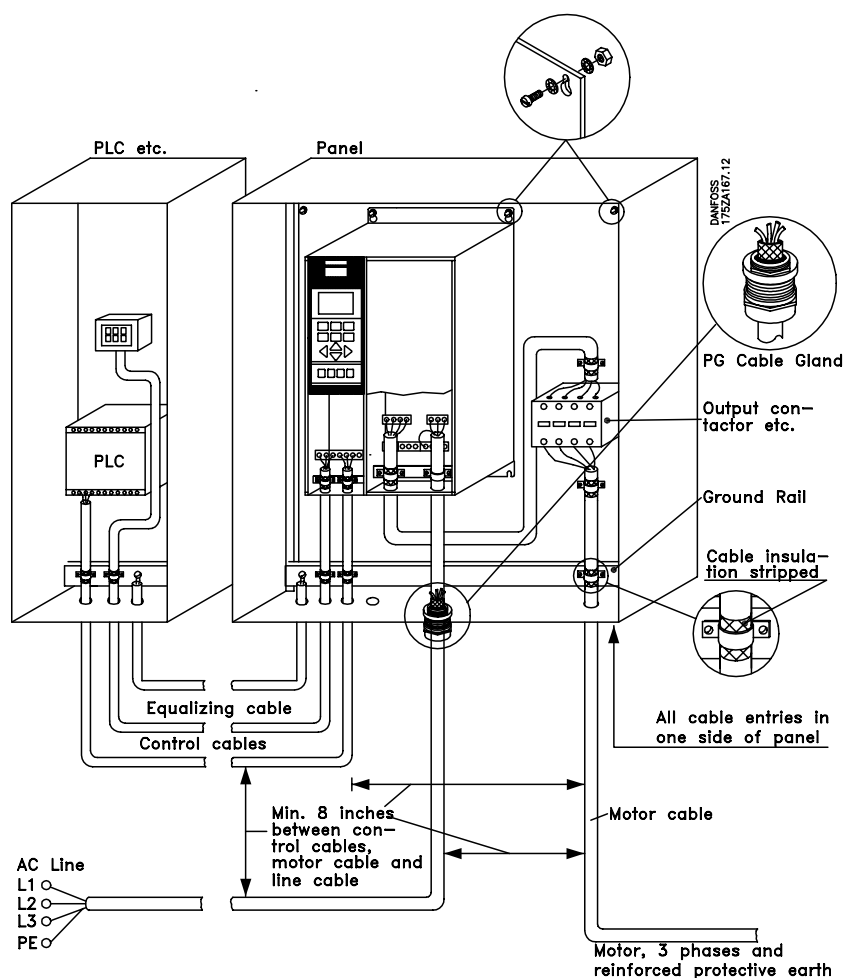 PLC etc.
Panel
DANFOSS
175ZA167.12
PG Cable Gland
Output con-
tactor etc.
PLC
Ground Rail
Cable insula-
tion stripped
Equalizing cable
Control cables
All cable entries in
one side of panel
Min. 8 inches
between con-
trol cables,
motor cable and
line cable
Motor cable
AC Line
L1
L2
L3
PE
Motor, 3 phases and
reinforced protective earth